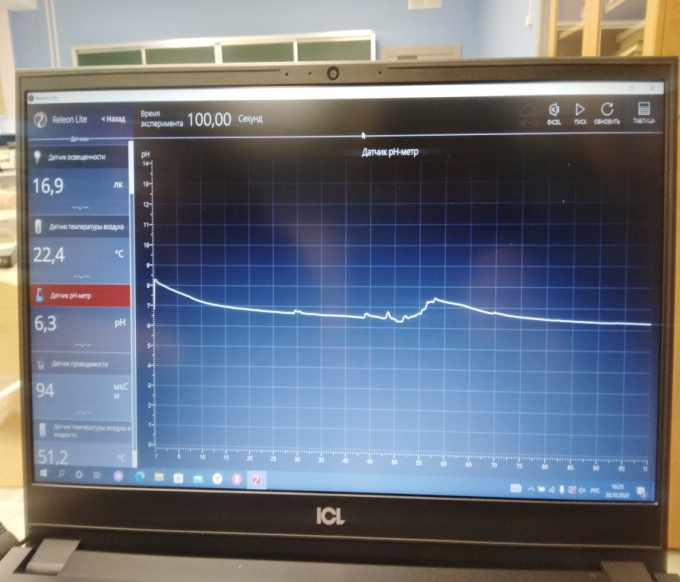 Releon Lite
Releon Lite
< Назад
Время
эксперимента 100,00 Секунд
EXCEL
ПУСК
ОБНОВИТЬ
ТАБЛИЦА
Датчик освещенности
16,9 лк
--,--
Датчик температуры воздуха
22,4 °C
--,--
Датчик pH-метр
6,3 pH
--,--
Датчик проводимости
94 мкС
м
--,--
Датчик температуры воздуха и
жидкости
51,2 °C
Датчик pH-метр
pH
14
13
12
11
10
9
8
7
6
5
4
3
2
1
0
5 10 15 20 25 30 35 40 45 50 55 60 65 70 75 80 85 90 95
РУС
16:25
28.10.2022
ICL